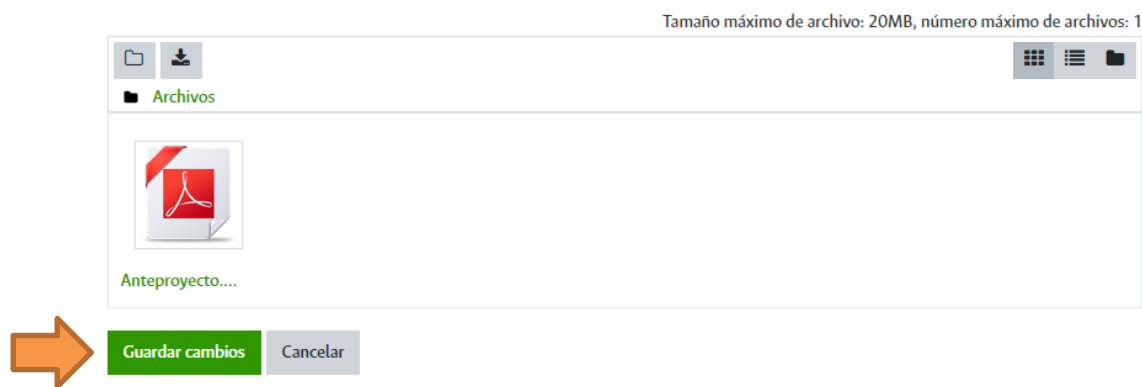 Tamaño máximo de archivo: 20MB, número máximo de archivos: 1
Archivos
Anteproyecto....
Guardar cambios Cancelar